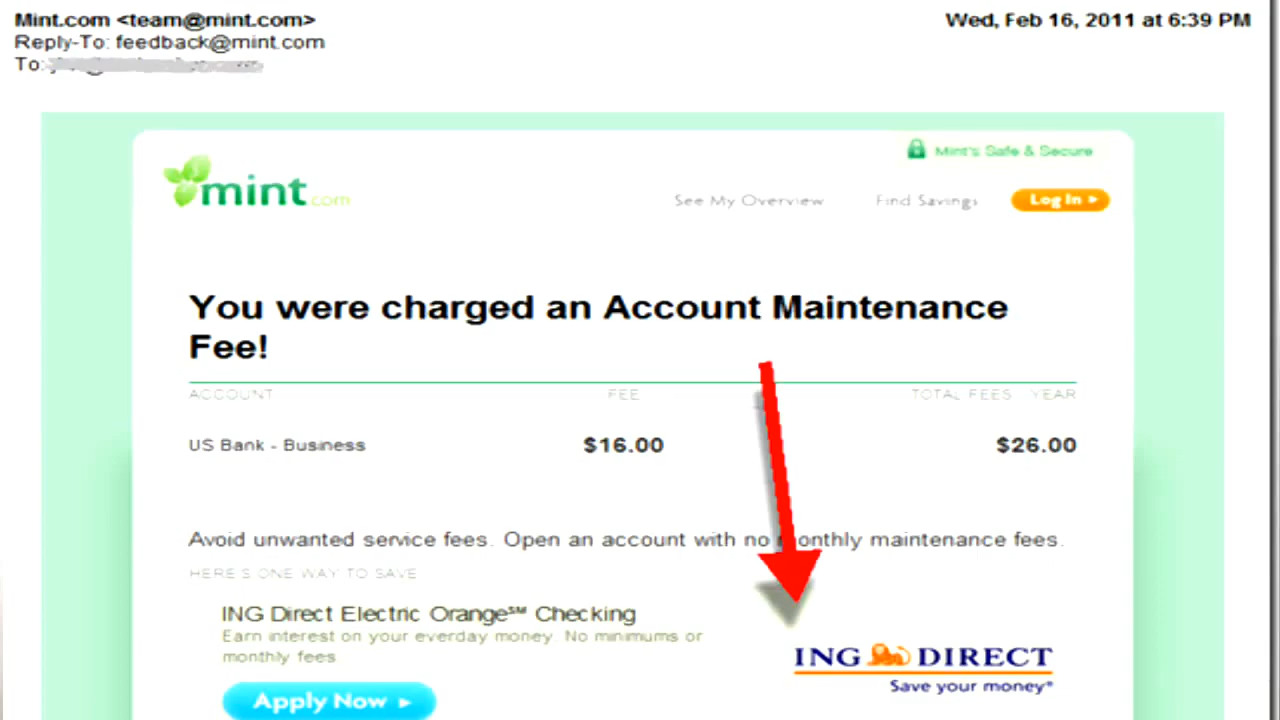 Mint.com <team@mint.com>
Wed, Feb 16, 2011 at 6:39 PM
Reply-To: feedback@mint.com
To:
Mint's Safe & Secure
mint.com
See My Overview
Find Savings
Log In
You were charged an Account Maintenance
Fee!
ACCOUNT FEE TOTAL FEES YEAR
US Bank - Business $16.00 $26.00
Avoid unwanted service fees. Open an account with no monthly maintenance fees.
HERE'S ONE WAY TO SAVE
ING Direct Electric Orange℠ Checking
Earn interest on your everday money. No minimums or
monthly fees
ING DIRECT
Save your money*
Apply Now